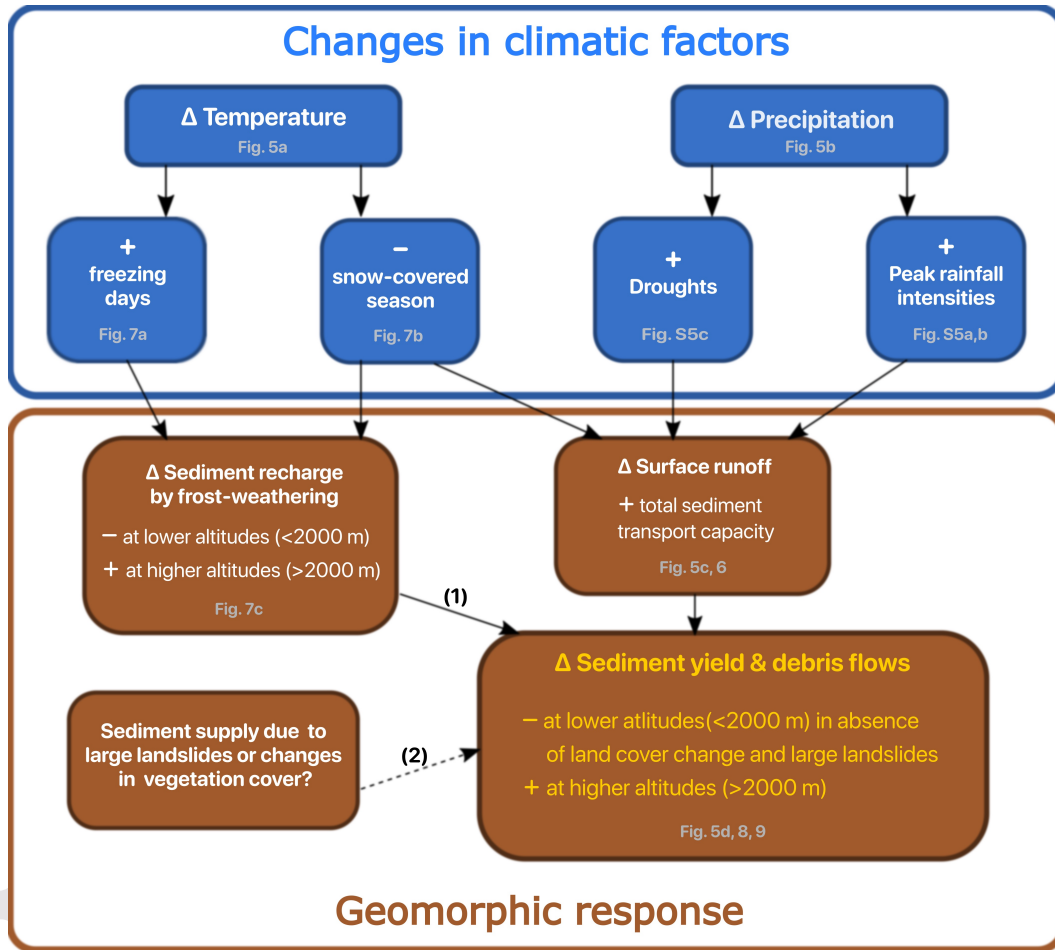 Changes in climatic factors
Δ Temperature
Fig. 5a
Δ Precipitation
Fig. 5b
+
freezing
days
Fig. 7a
−
snow-covered
season
Fig. 7b
+
Droughts
Fig. S5c
+
Peak rainfall
intensities
Fig. S5a,b
Δ Sediment recharge
by frost-weathering
− at lower altitudes (<2000 m)
+ at higher altitudes (>2000 m)
Fig. 7c
Δ Surface runoff
+ total sediment
transport capacity
Fig. 5c, 6
(1)
Δ Sediment yield & debris flows
− at lower atlitudes(<2000 m) in absence
of land cover change and large landslides
+ at higher altitudes (>2000 m)
Fig. 5d, 8, 9
Sediment supply due to
large landslides or changes
in vegetation cover?
(2)
Geomorphic response